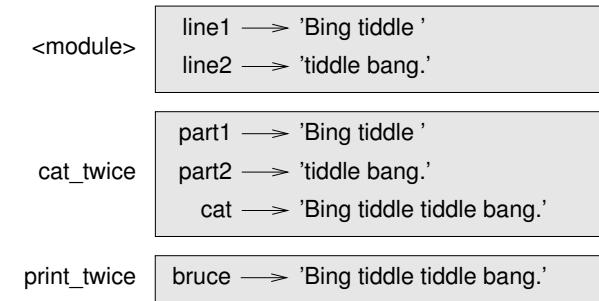 <module>
line1 ’Bing tiddle ’
line2 ’tiddle bang.’
cat_twice
part1 ’Bing tiddle ’
part2 ’tiddle bang.’
cat ’Bing tiddle tiddle bang.’
print_twice
bruce ’Bing tiddle tiddle bang.’